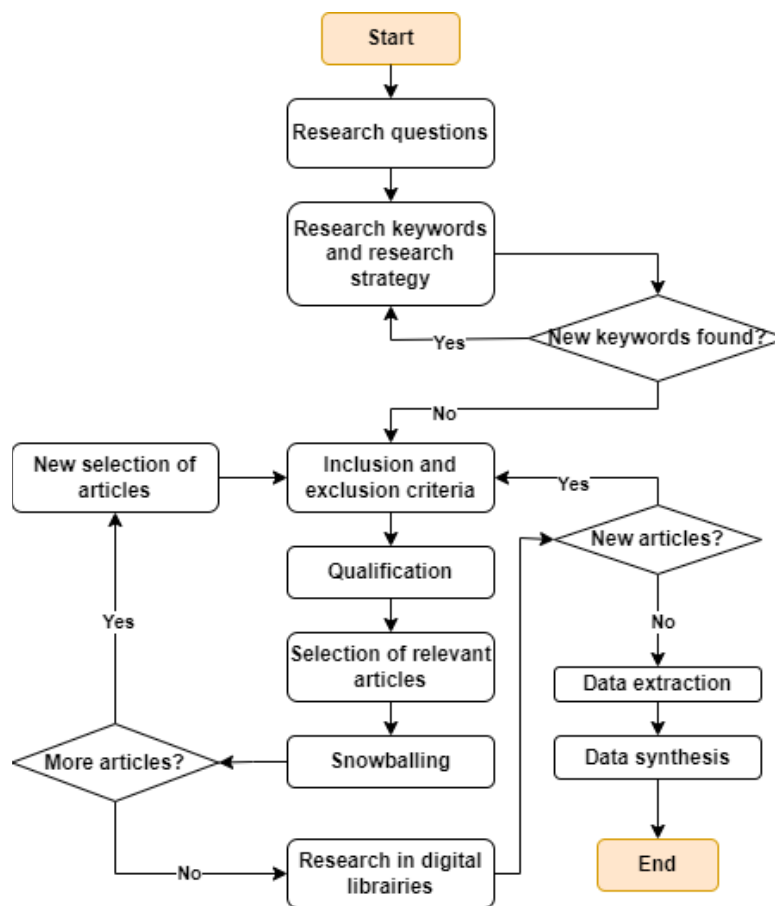 Start
Research questions
Research keywords
and research
strategy
New keywords found?
Yes
No
New selection of
articles
Inclusion and
exclusion criteria
Yes
New articles?
Qualification
Yes
No
Selection of relevant
articles
Data extraction
More articles?
Snowballing
Data synthesis
No
Research in digital
librairies
End